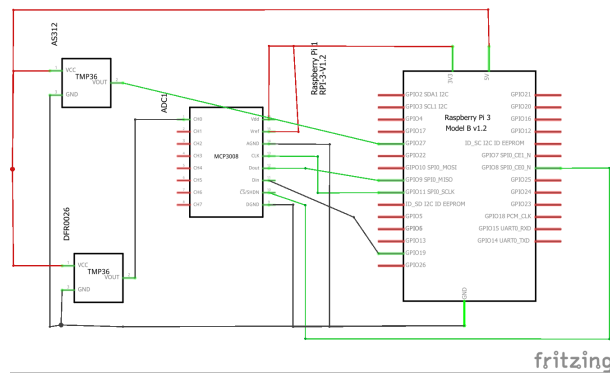 AS312
TMP36
VCC
VOUT
GND
ADC1
CH0
CH1
CH2
CH3
CH4
CH5
CH6
CH7
MCP3008
Vdd
Vref
AGND
CLK
Dout
Din
CS/SHDN
DGND
DFR0026
TMP36
VCC
VOUT
GND
Raspberry Pi 1
RPI-3-V1.2
3V3
5V
Raspberry Pi 3
Model B v1.2
GPIO2 SDA1 I2C
GPIO3 SCL1 I2C
GPIO4
GPIO17
GPIO27
GPIO22
GPIO10 SPI0_MOSI
GPIO9 SPI0_MISO
GPIO11 SPI0_SCLK
ID_SD I2C ID EEPROM
GPIO5
GPIO6
GPIO13
GPIO19
GPIO26
GPIO21
GPIO20
GPIO16
GPIO12
ID_SC I2C ID EEPROM
GPIO7 SPI0_CE1_N
GPIO8 SPI0_CE0_N
GPIO25
GPIO24
GPIO23
GPIO18 PCM_CLK
GPIO15 UART0_RXD
GPIO14 UART0_TXD
GND
fritzing